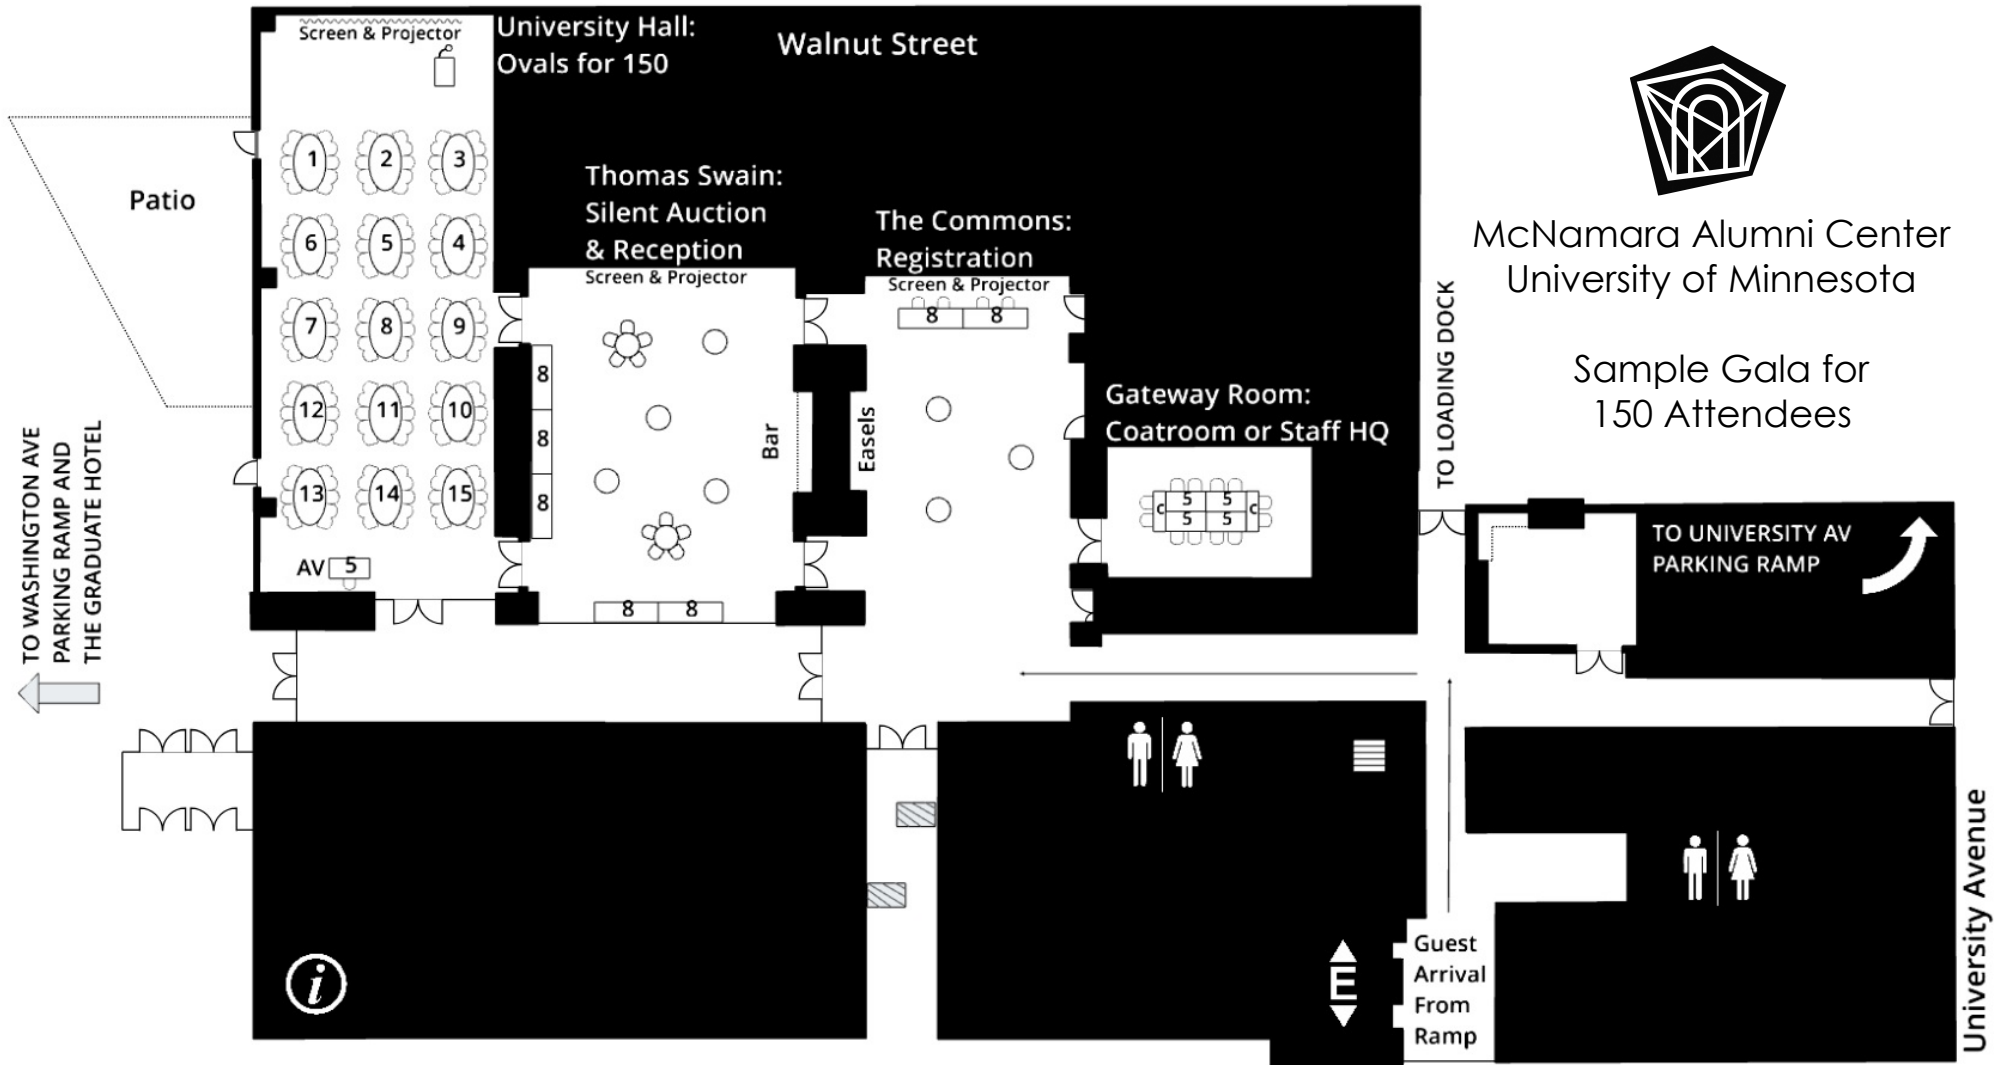 Screen & Projector
University Hall:
Ovals for 150
Walnut Street
McNamara Alumni Center
University of Minnesota
Sample Gala for
150 Attendees
Patio
1
2
3
6
5
4
7
8
9
12
11
10
13
14
15
AV
5
Thomas Swain:
Silent Auction
& Reception
Screen & Projector
8
8
8
8
8
Bar
The Commons:
Registration
Screen & Projector
8
8
Easels
Gateway Room:
Coatroom or Staff HQ
C
5
5
5
5
C
TO LOADING DOCK
TO UNIVERSITY AV
PARKING RAMP
TO WASHINGTON AVE
PARKING RAMP AND
THE GRADUATE HOTEL
i
E
Guest
Arrival
From
Ramp
University Avenue